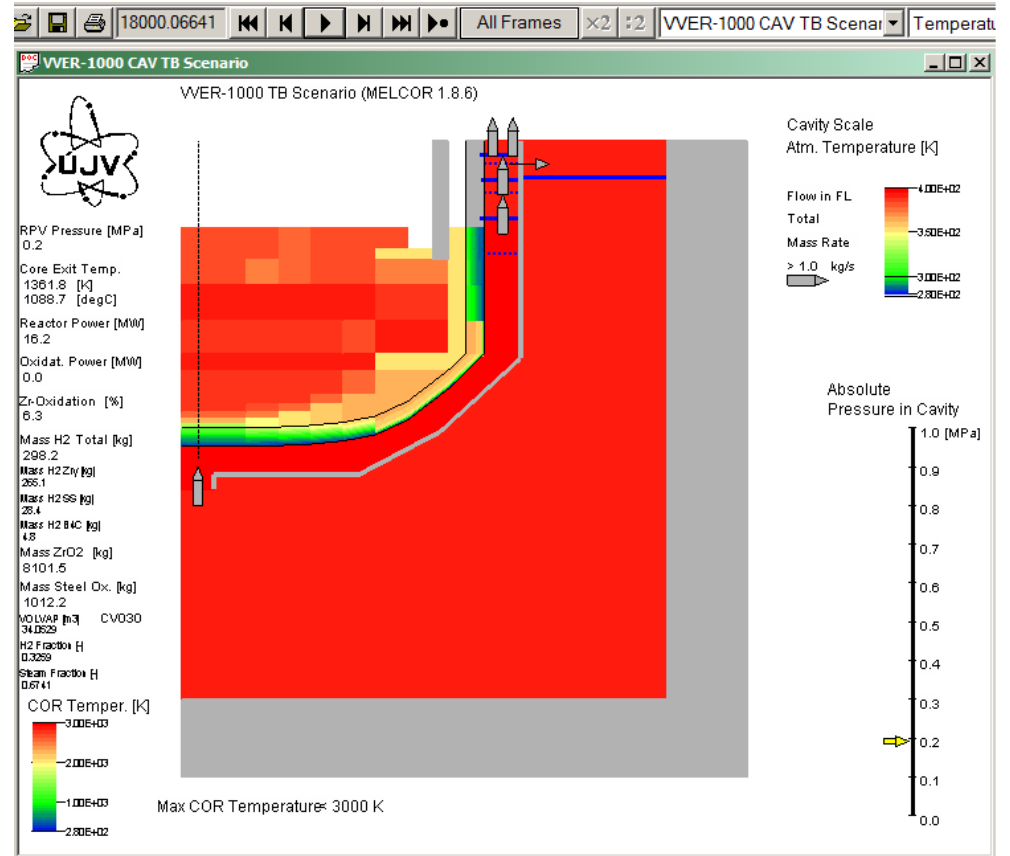 18000.06641
All Frames
×2
:2
VVER-1000 CAV TB Scenar
Temperatu
VVER-1000 CAV TB Scenario
VVER-1000 TB Scenario (MELCOR 1.8.6)
ÚJV
RPV Pressure [MPa]
0.2
Core Exit Temp.
1361.8 [K]
1088.7 [degC]
Reactor Power [MW]
16.2
Oxidat. Power [MW]
0.0
Zr-Oxidation [%]
6.3
Mass H2 Total [kg]
298.2
Mass H2 Zry [kg]
265.1
Mass H2 SS [kg]
28.4
Mass H2 B4C [kg]
4.8
Mass ZrO2 [kg]
8101.5
Mass Steel Ox. [kg]
1012.2
VOLVAP [m3] CV030
34.0529
H2 Fraction [-]
0.3259
Steam Fraction [-]
0.6741
COR Temper. [K]
3.00E+03
2.00E+03
1.00E+03
2.80E+02
Max COR Temperature< 3000 K
Cavity Scale
Atm. Temperature [K]
Flow in FL
Total
Mass Rate
> 1.0 kg/s
4.00E+02
3.50E+02
3.00E+02
2.80E+02
Absolute
Pressure in Cavity
1.0 [MPa]
0.9
0.8
0.7
0.6
0.5
0.4
0.3
0.2
0.1
0.0